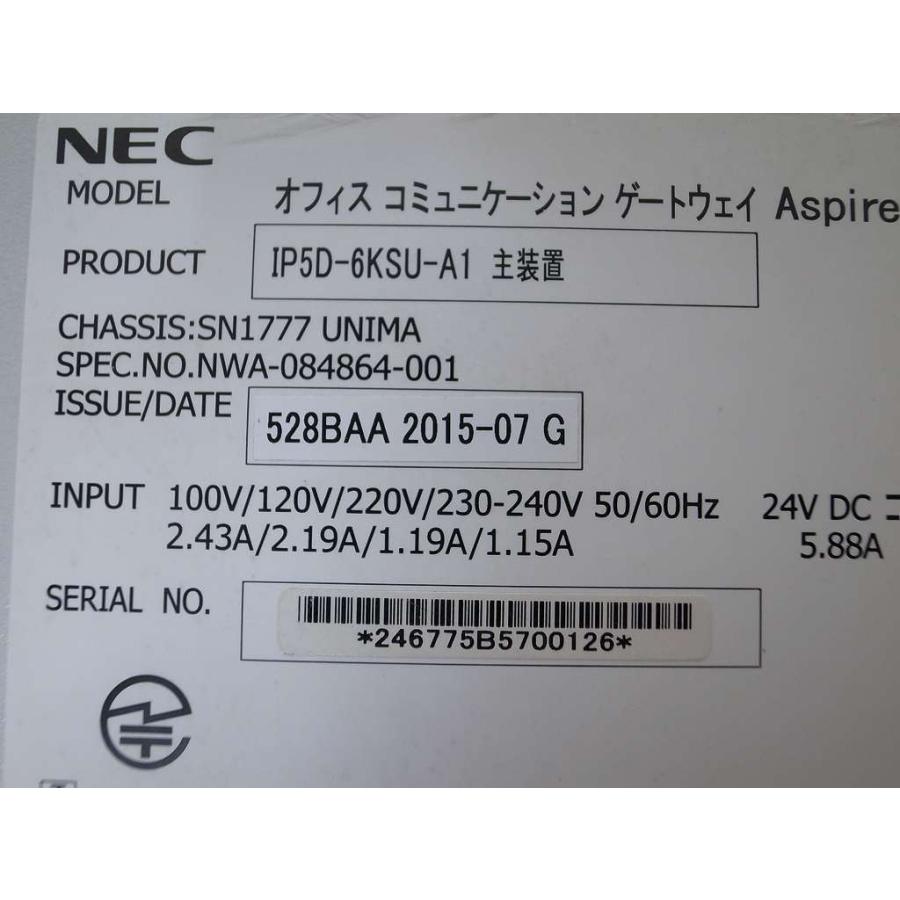 NEC
MODEL オフィス コミュニケーション ゲートウェイ Aspire
PRODUCT IP5D-6KSU-A1 主装置
CHASSIS:SN1777 UNIMA
SPEC.NO.NWA-084864-001
ISSUE/DATE 528BAA 2015-07 G
INPUT 100V/120V/220V/230-240V 50/60Hz 24V DC
2.43A/2.19A/1.19A/1.15A 5.88A
SERIAL NO.
*246775B5700126*